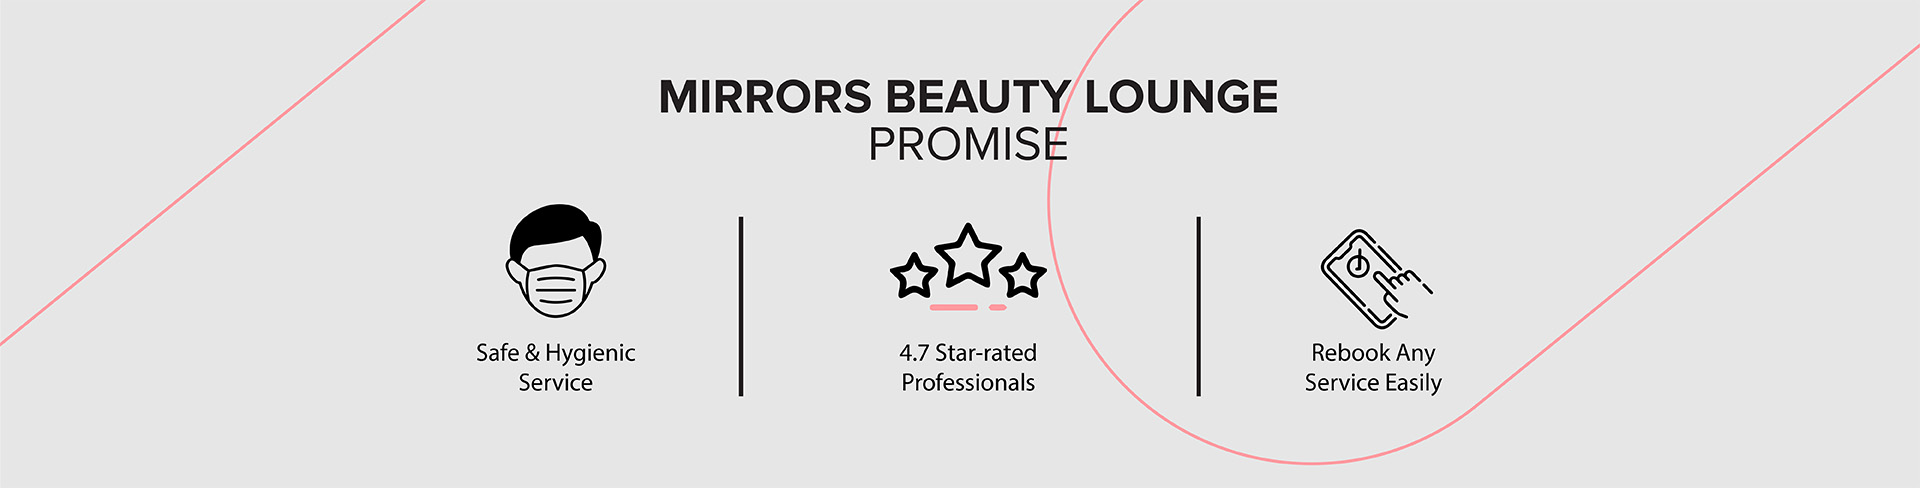 MIRRORS BEAUTY LOUNGE
PROMISE
Safe & Hygienic
Service
4.7 Star-rated
Professionals
Rebook Any
Service Easily